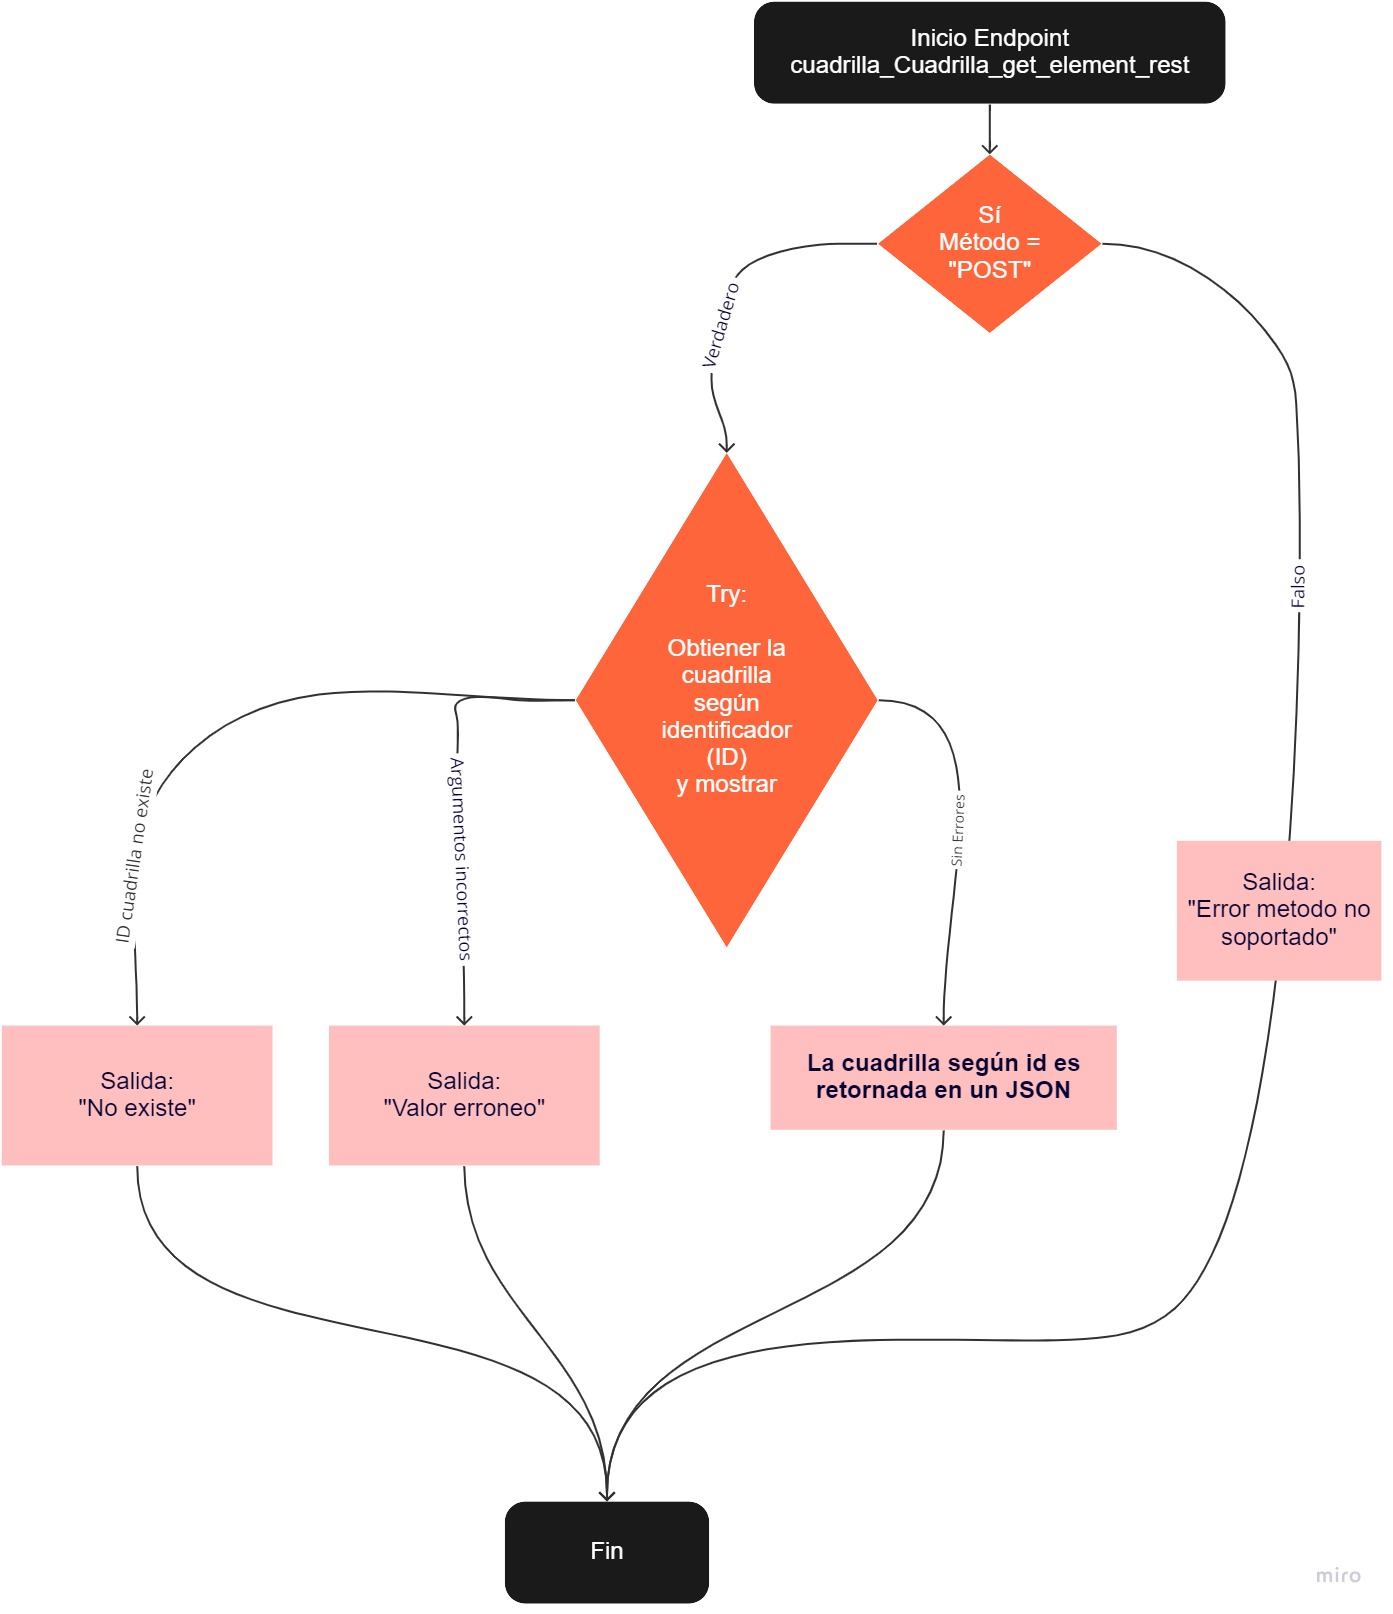 Inicio Endpoint
cuadrilla_Cuadrilla_get_element_rest
Sí
Método =
"POST"
Verdadero
Falso
Try:
Obtiener la
cuadrilla
según
identificador
(ID)
y mostrar
ID cuadrilla no existe
Argumentos incorrectos
Sin Errores
Salida:
"Error metodo no
soportado"
Salida:
"No existe"
Salida:
"Valor erroneo"
La cuadrilla según id es
retornada en un JSON
Fin
miro